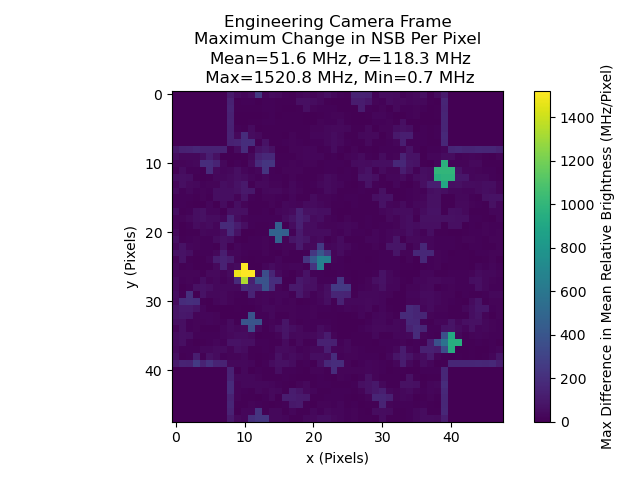 Engineering Camera Frame
Maximum Change in NSB Per Pixel
Mean=51.6 MHz, σ=118.3 MHz
Max=1520.8 MHz, Min=0.7 MHz
0
10
20
30
40
y (Pixels)
0 10 20 30 40
x (Pixels)
1400
1200
1000
800
600
400
200
0
Max Difference in Mean Relative Brightness (MHz/Pixel)